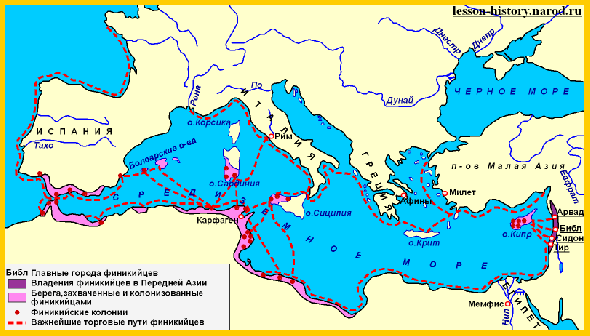 lesson-history.narod.ru
Днестр
Днепр
Рона
По
Дунай
ЧЕРНОЕ МОРЕ
ИСПАНИЯ
Тахо
о.Корсика
ИТАЛИЯ
Рим
Балеарские о-ва
о.Сардиния
ГРЕЦИЯ
п-ов Малая Азия
Евфрат
Афины
Милет
СРЕДИЗЕМНОЕ МОРЕ
Карфаген
о.Сицилия
о.Крит
о.Кипр
Арвад
Библ
Сидон
Тир
Мемфис
Нил
ЕГИПЕТ
Библ Главные города финикийцев
Владения финикийцев в Передней Азии
Берега,захваченные и колонизованные
финикийцами
Финикийские колонии
Важнейшие торговые пути финикийцев